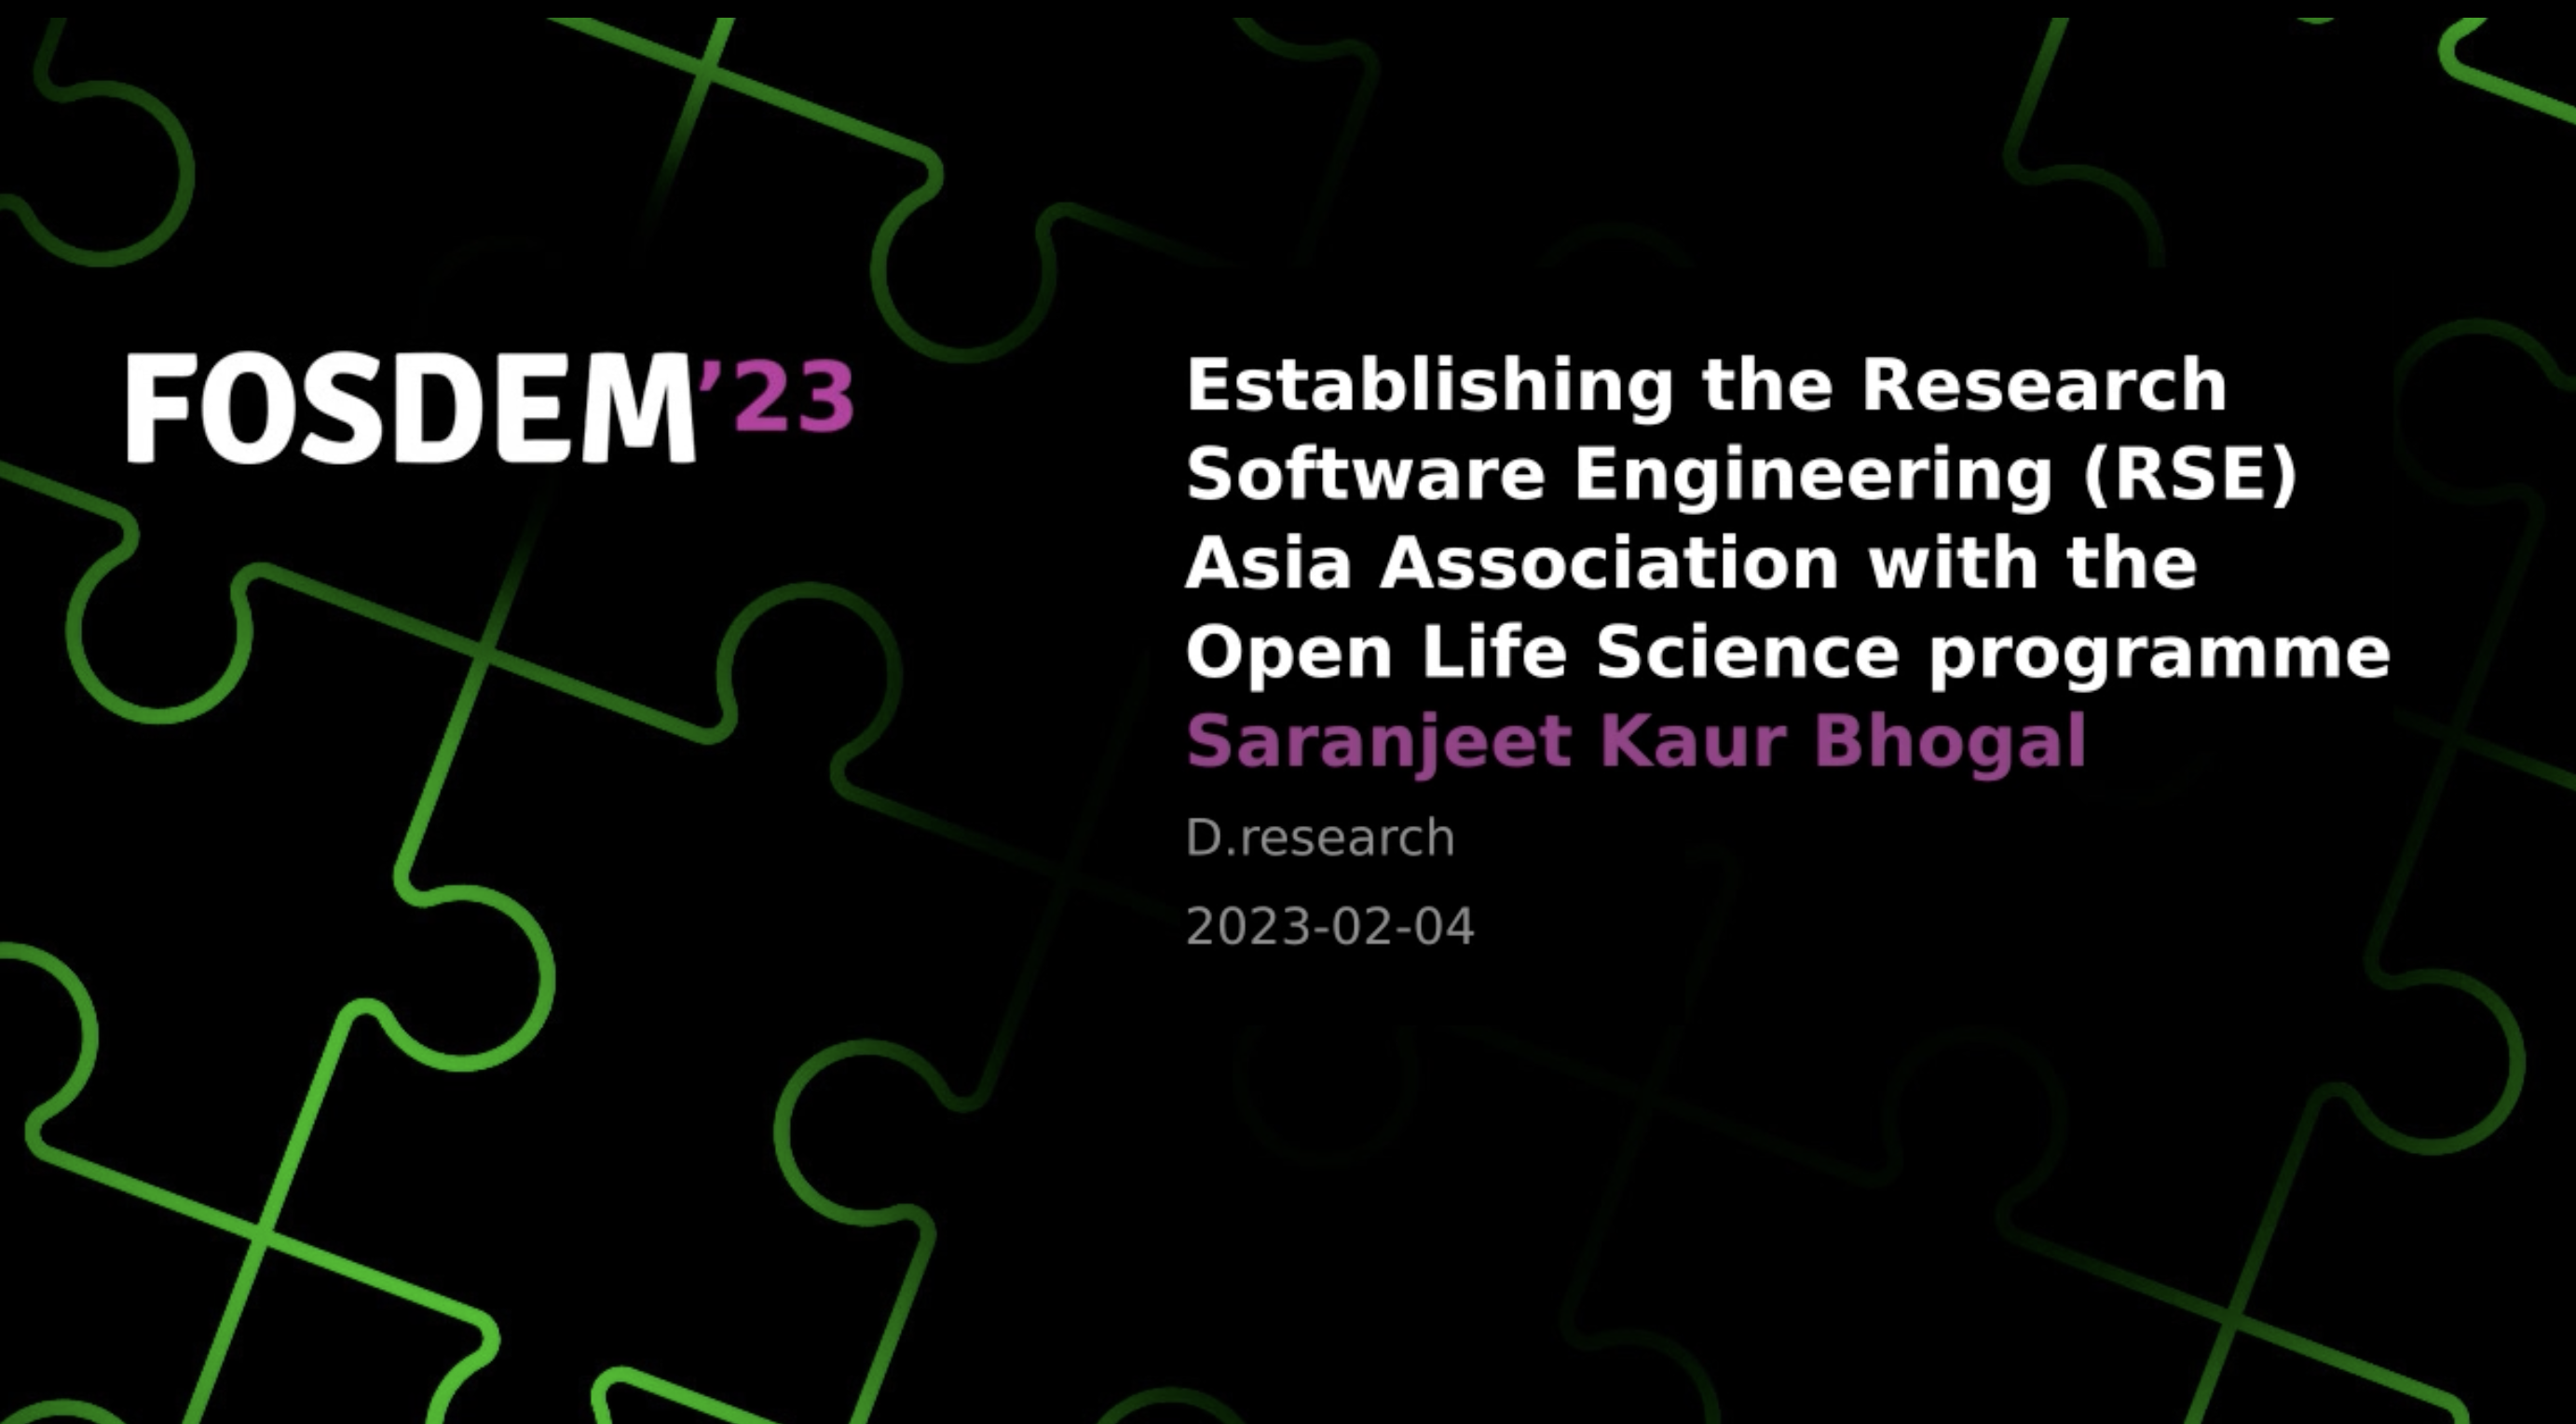 FOSDEM’23
Establishing the Research
Software Engineering (RSE)
Asia Association with the
Open Life Science programme
Saranjeet Kaur Bhogal
D.research
2023-02-04